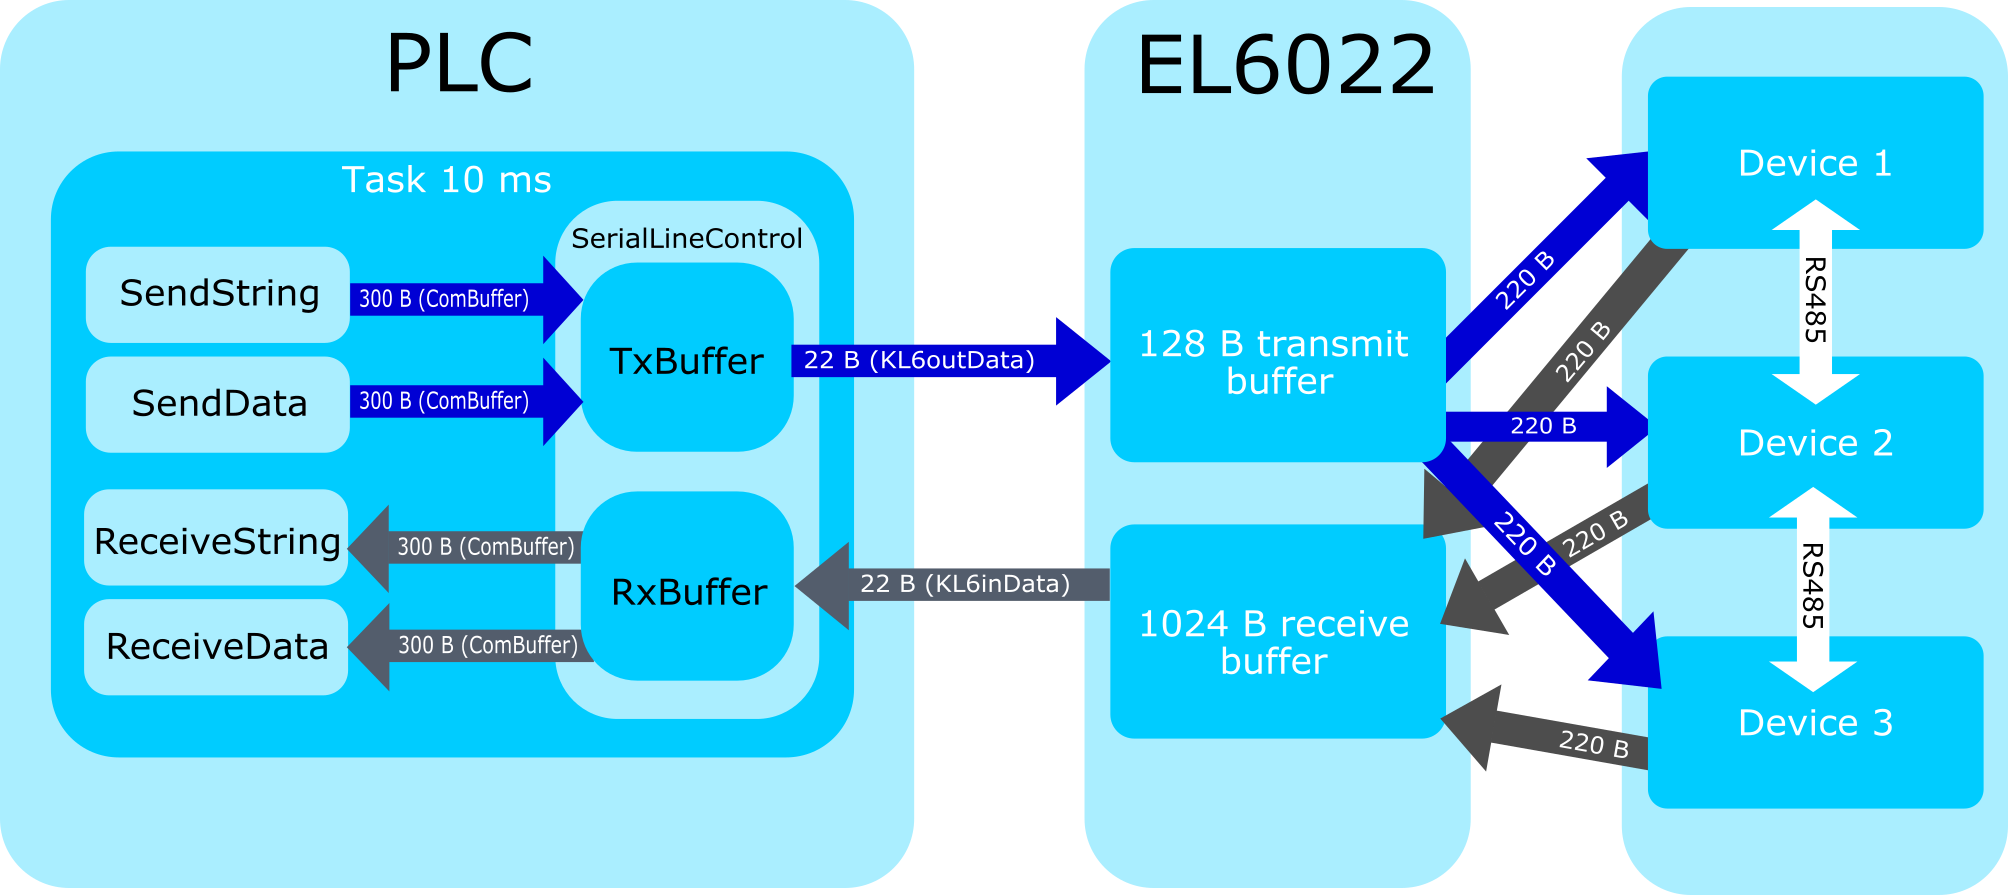 PLC
Task 10 ms
SerialLineControl
SendString
300 B (ComBuffer)
SendData
300 B (ComBuffer)
TxBuffer
ReceiveString
300 B (ComBuffer)
ReceiveData
300 B (ComBuffer)
RxBuffer
22 B (KL6outData)
22 B (KL6inData)
EL6022
128 B transmit
buffer
1024 B receive
buffer
220 B
220 B
220 B
220 B
220 B
220 B
Device 1
RS485
Device 2
RS485
Device 3